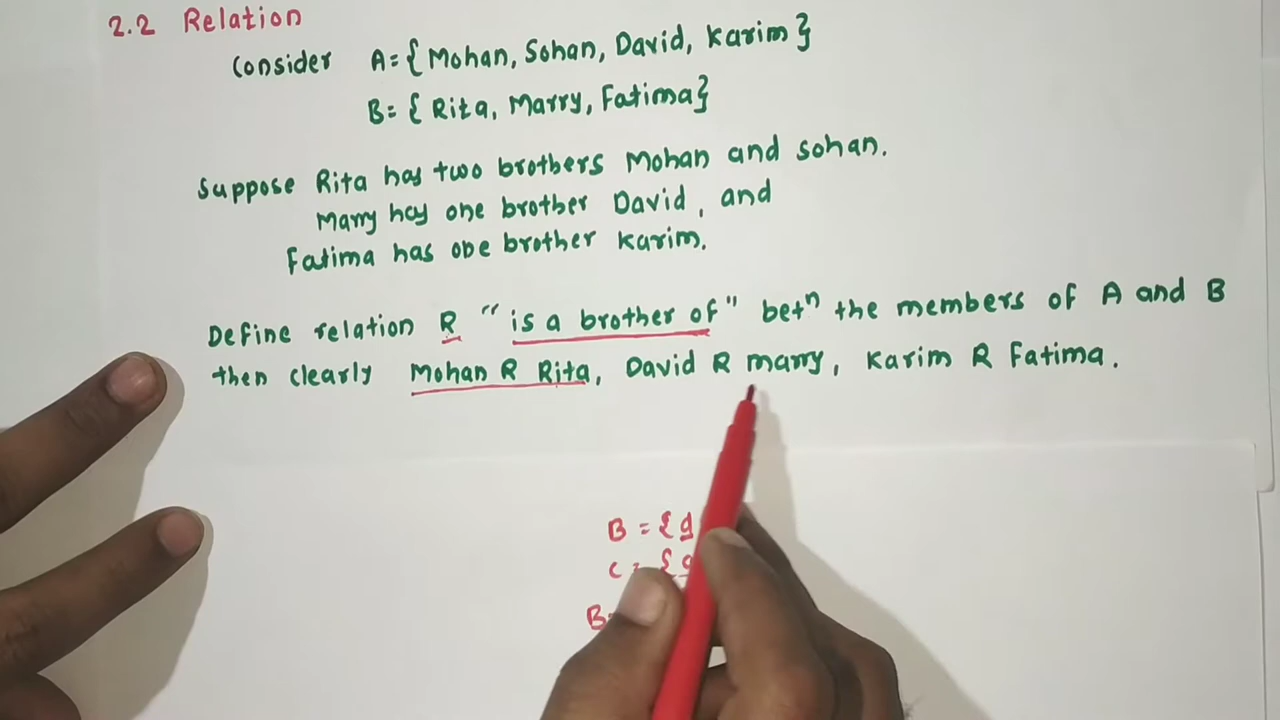 2.2 Relation
Consider A={Mohan, Sohan, David, Karim}
B={Rita, Marry, Fatima}
Suppose Rita has two brothers Mohan and Sohan.
Marry has one brother David, and
Fatima has one brother Karim.
Define relation R "is a brother of" betⁿ the members of A and B
then clearly Mohan R Rita, David R marry, Karim R Fatima.
B = {g
C = {
B